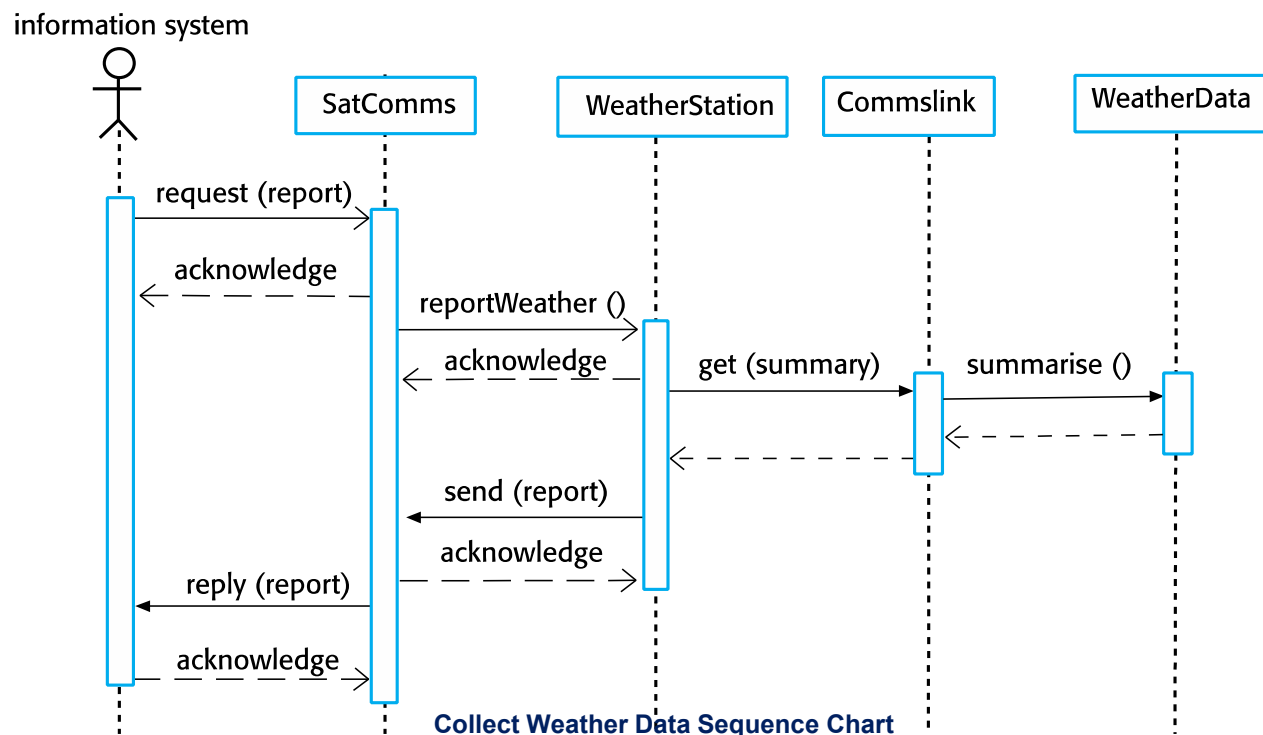 information system
SatComms
WeatherStation
Commslink
WeatherData
request (report)
acknowledge
reportWeather ()
acknowledge
get (summary)
summarise ()
send (report)
acknowledge
reply (report)
acknowledge
Collect Weather Data Sequence Chart